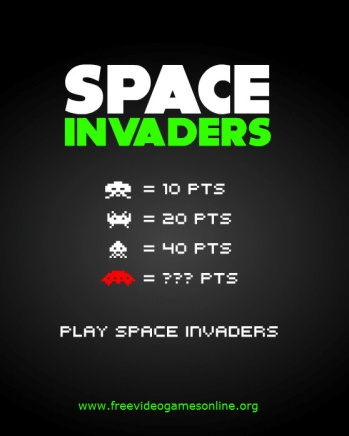 SPACE
INVADERS
= 10 PTS
= 20 PTS
= 40 PTS
= ??? PTS
PLAY SPACE INVADERS
www.freevideogamesonline.org